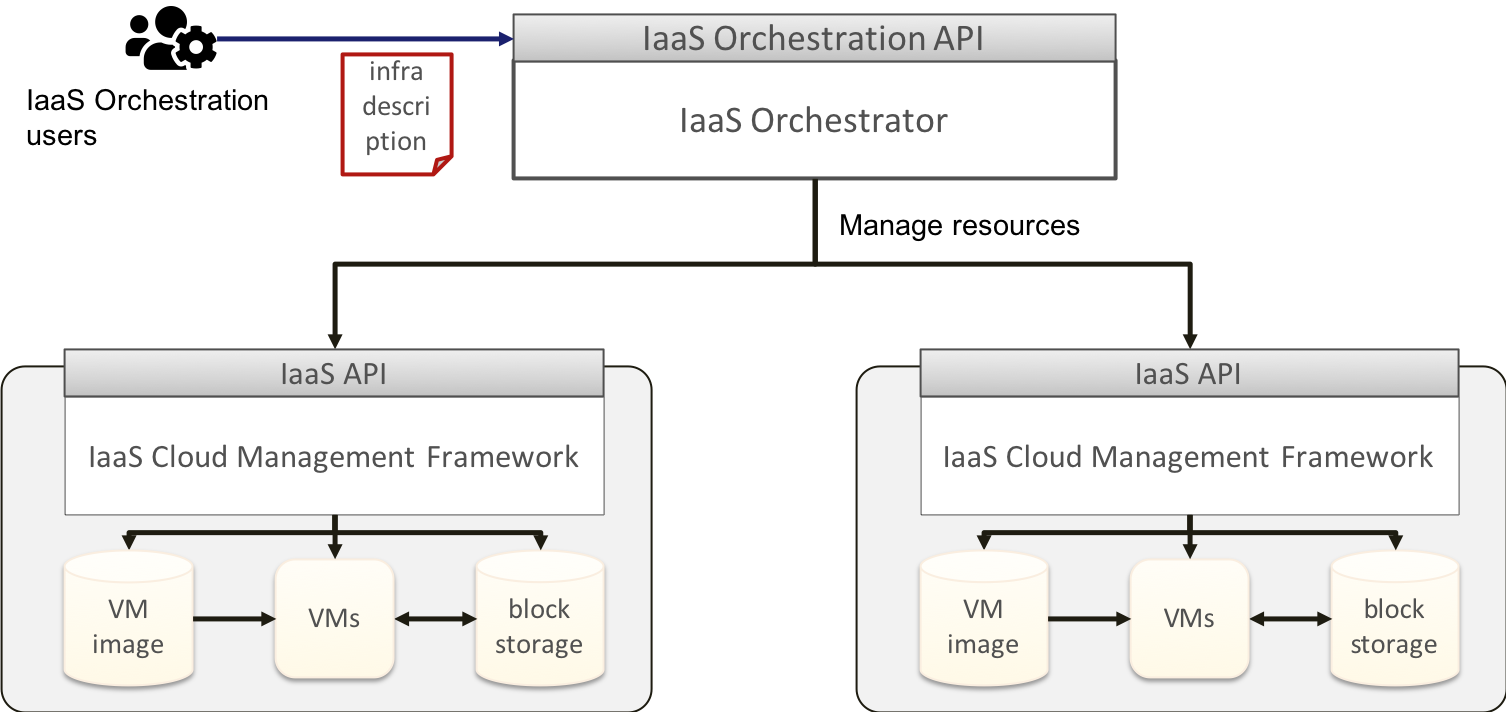 IaaS Orchestration API
infra
descri
ption
IaaS Orchestration
users
IaaS Orchestrator
Manage resources
IaaS API
IaaS API
IaaS Cloud Management Framework
IaaS Cloud Management Framework
VM
image
VMs
block
storage
VM
image
VMs
block
storage